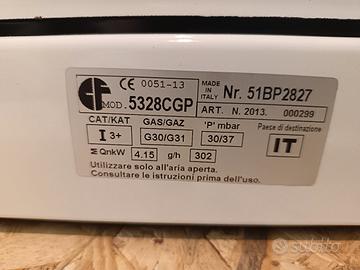 CF MOD. 5328CGP CE 0051-13 MADE IN ITALY Nr. 51BP2827
ART. N. 2013. 000299
CAT/KAT GAS/GAZ 'P' mbar Paese di destinazione
I 3+ G30/G31 30/37 IT
M QnkW 4.15 g/h 302
Utilizzare solo all'aria aperta.
Consultare le istruzioni prima dell'uso.
subito